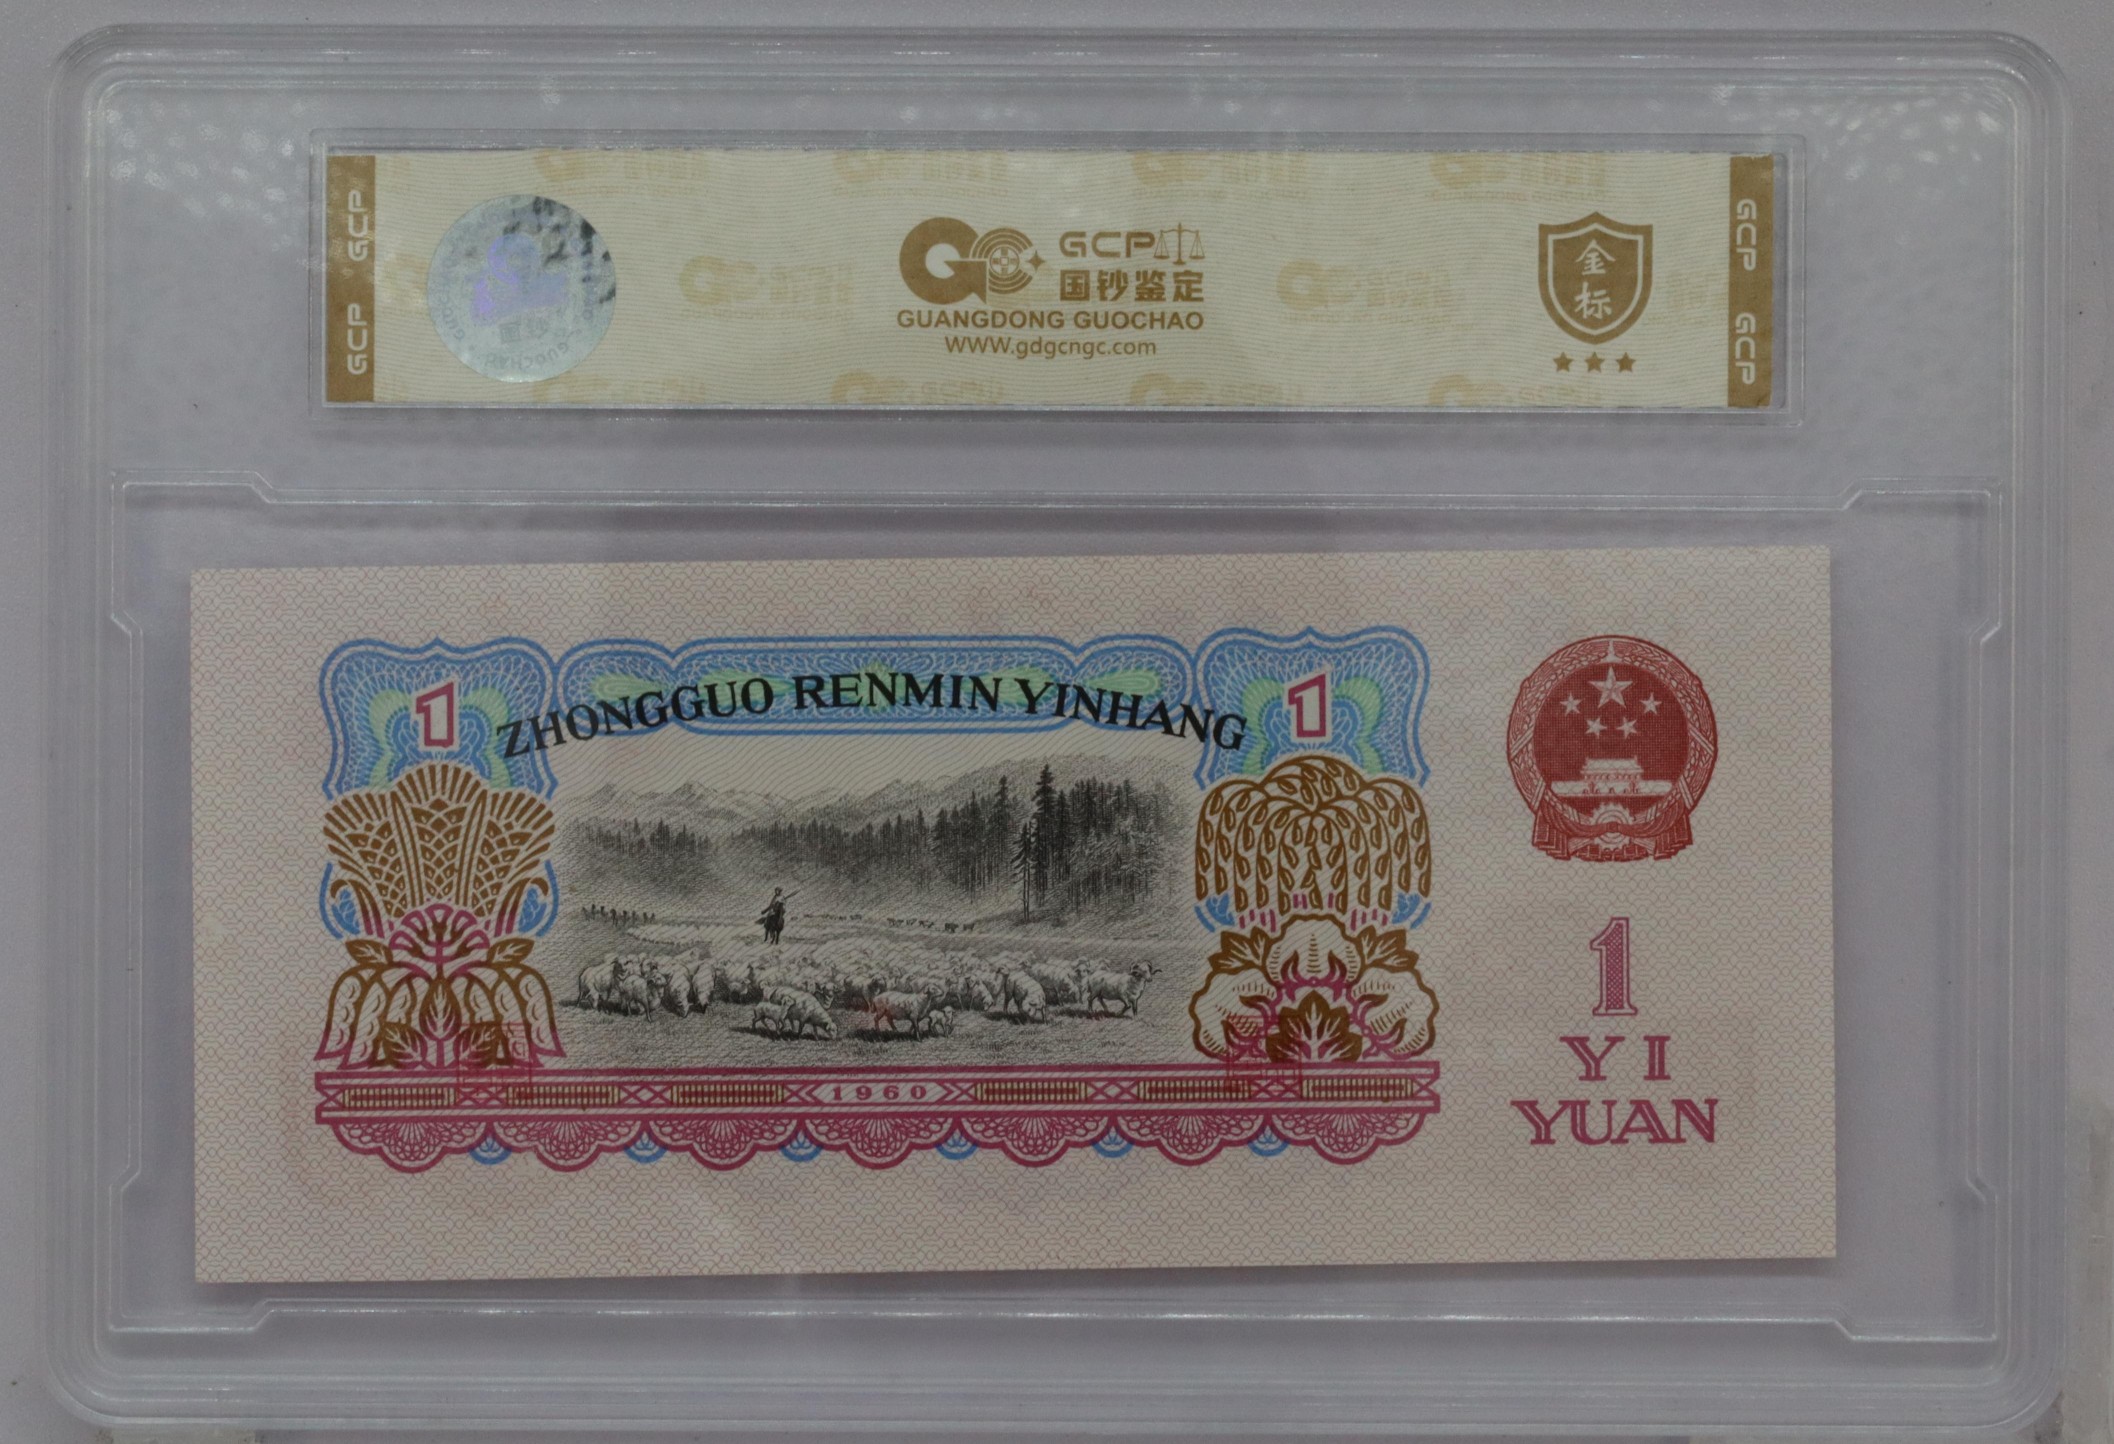 GCP
GCP
GCP
国钞鉴定
GUANGDONG GUOCHAO
WWW.gdgcngc.com
金
标
GCP
GCP
1
ZHONGGUO RENMIN YINHANG
1
1960
1
YI
YUAN